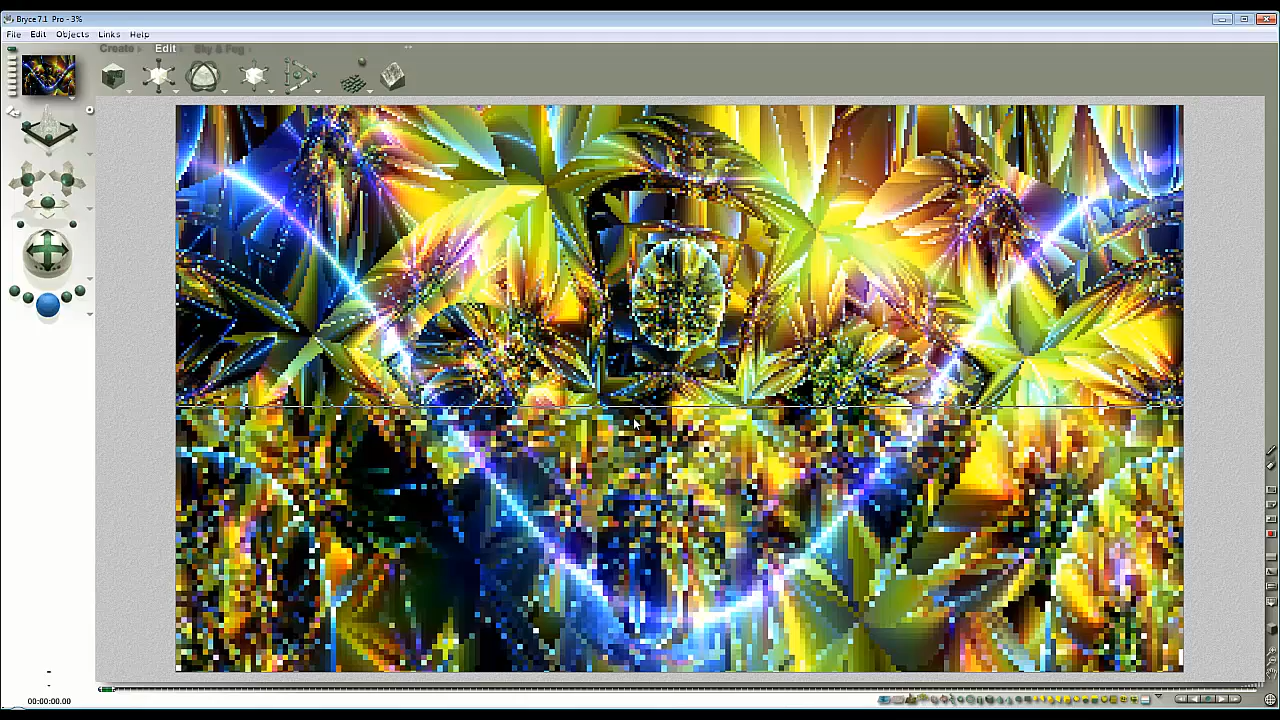 Bryce 7.1 Pro - 3%
File Edit Objects Links Help
Create Edit Sky & Fog
00:00:00.00